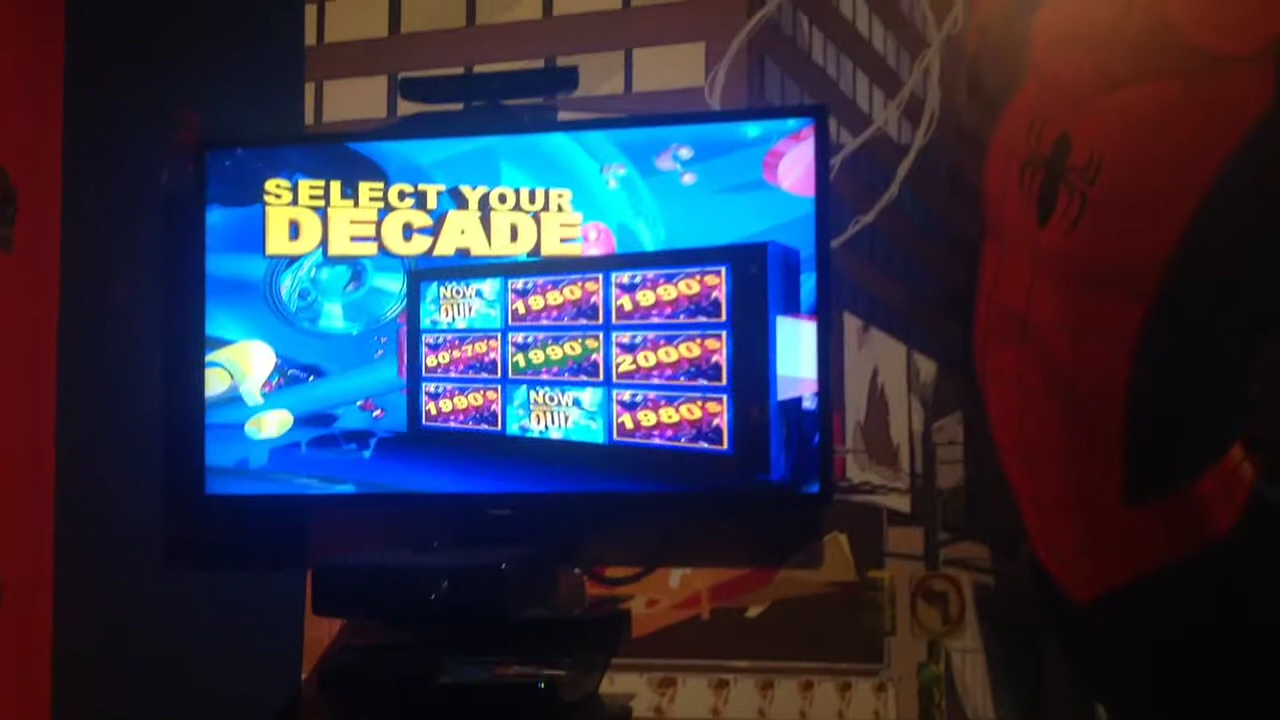 SELECT YOUR
DECADE
NOW
QUIZ
1980's
1990's
60's+70's
1990's
2000's
1990's
NOW
QUIZ
1980's